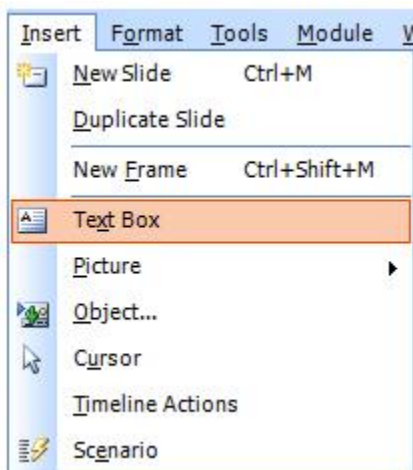 Insert Format Tools Module
New Slide Ctrl+M
Duplicate Slide
New Frame Ctrl+Shift+M
Text Box
Picture
Object...
Cursor
Timeline Actions
Scenario